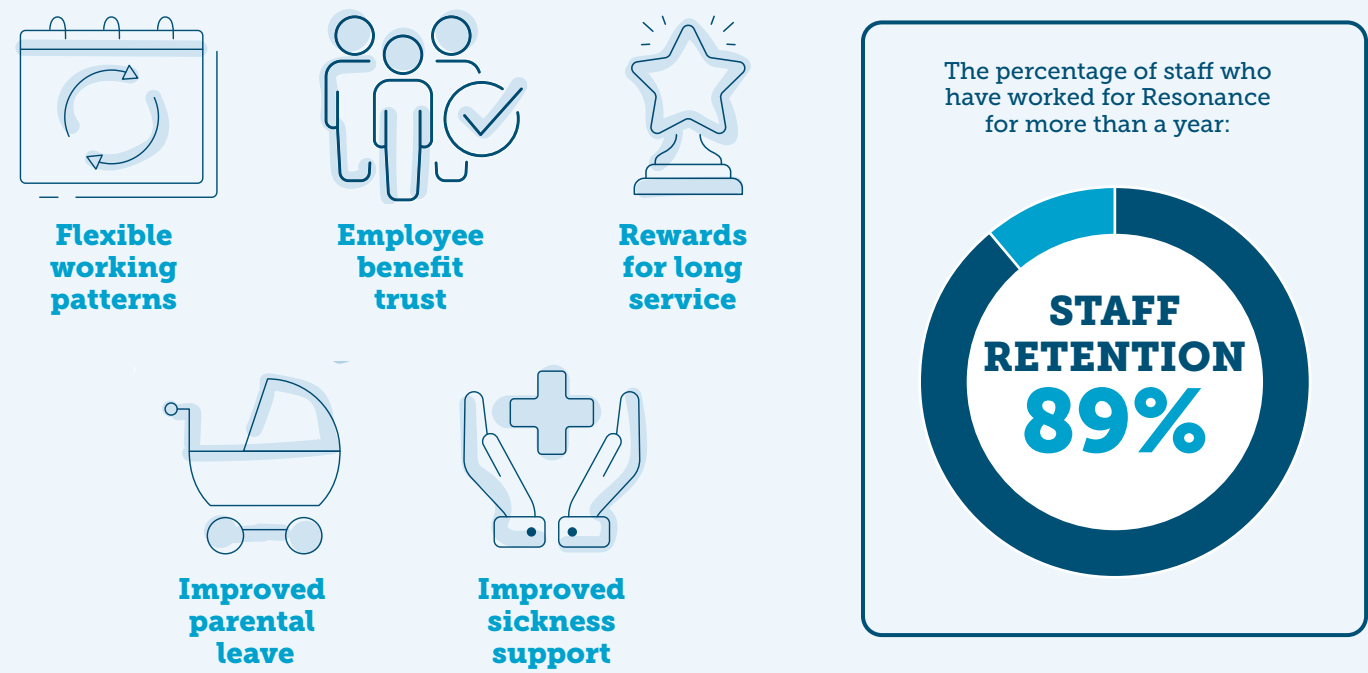 Flexible
working
patterns
Employee
benefit
trust
Rewards
for long
service
Improved
parental
leave
Improved
sickness
support
The percentage of staff who
have worked for Resonance
for more than a year:
STAFF
RETENTION
89%